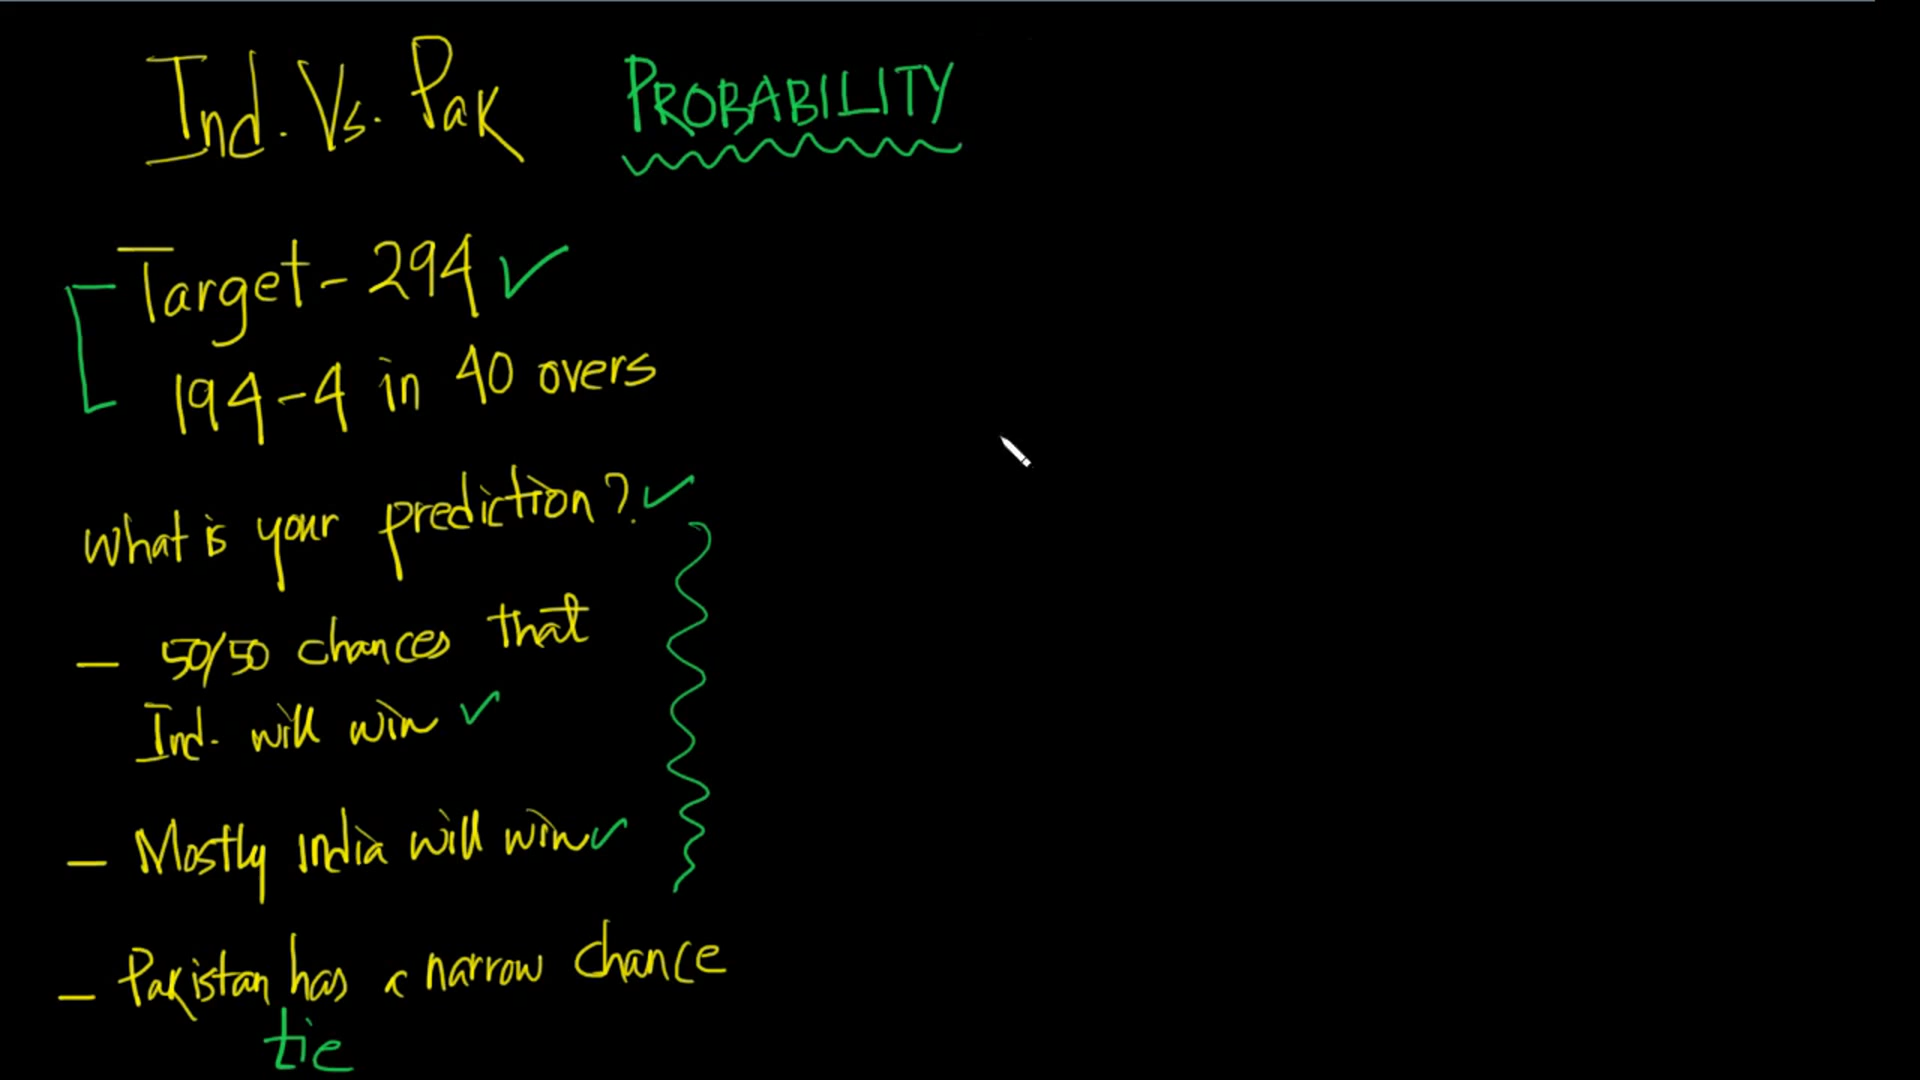 Ind. Vs. Pak PROBABILITY
Target - 294
194-4 in 40 overs
What is your prediction?
- 50/50 chances that
Ind. will win
- Mostly India will win
- Pakistan has a narrow chance
tie